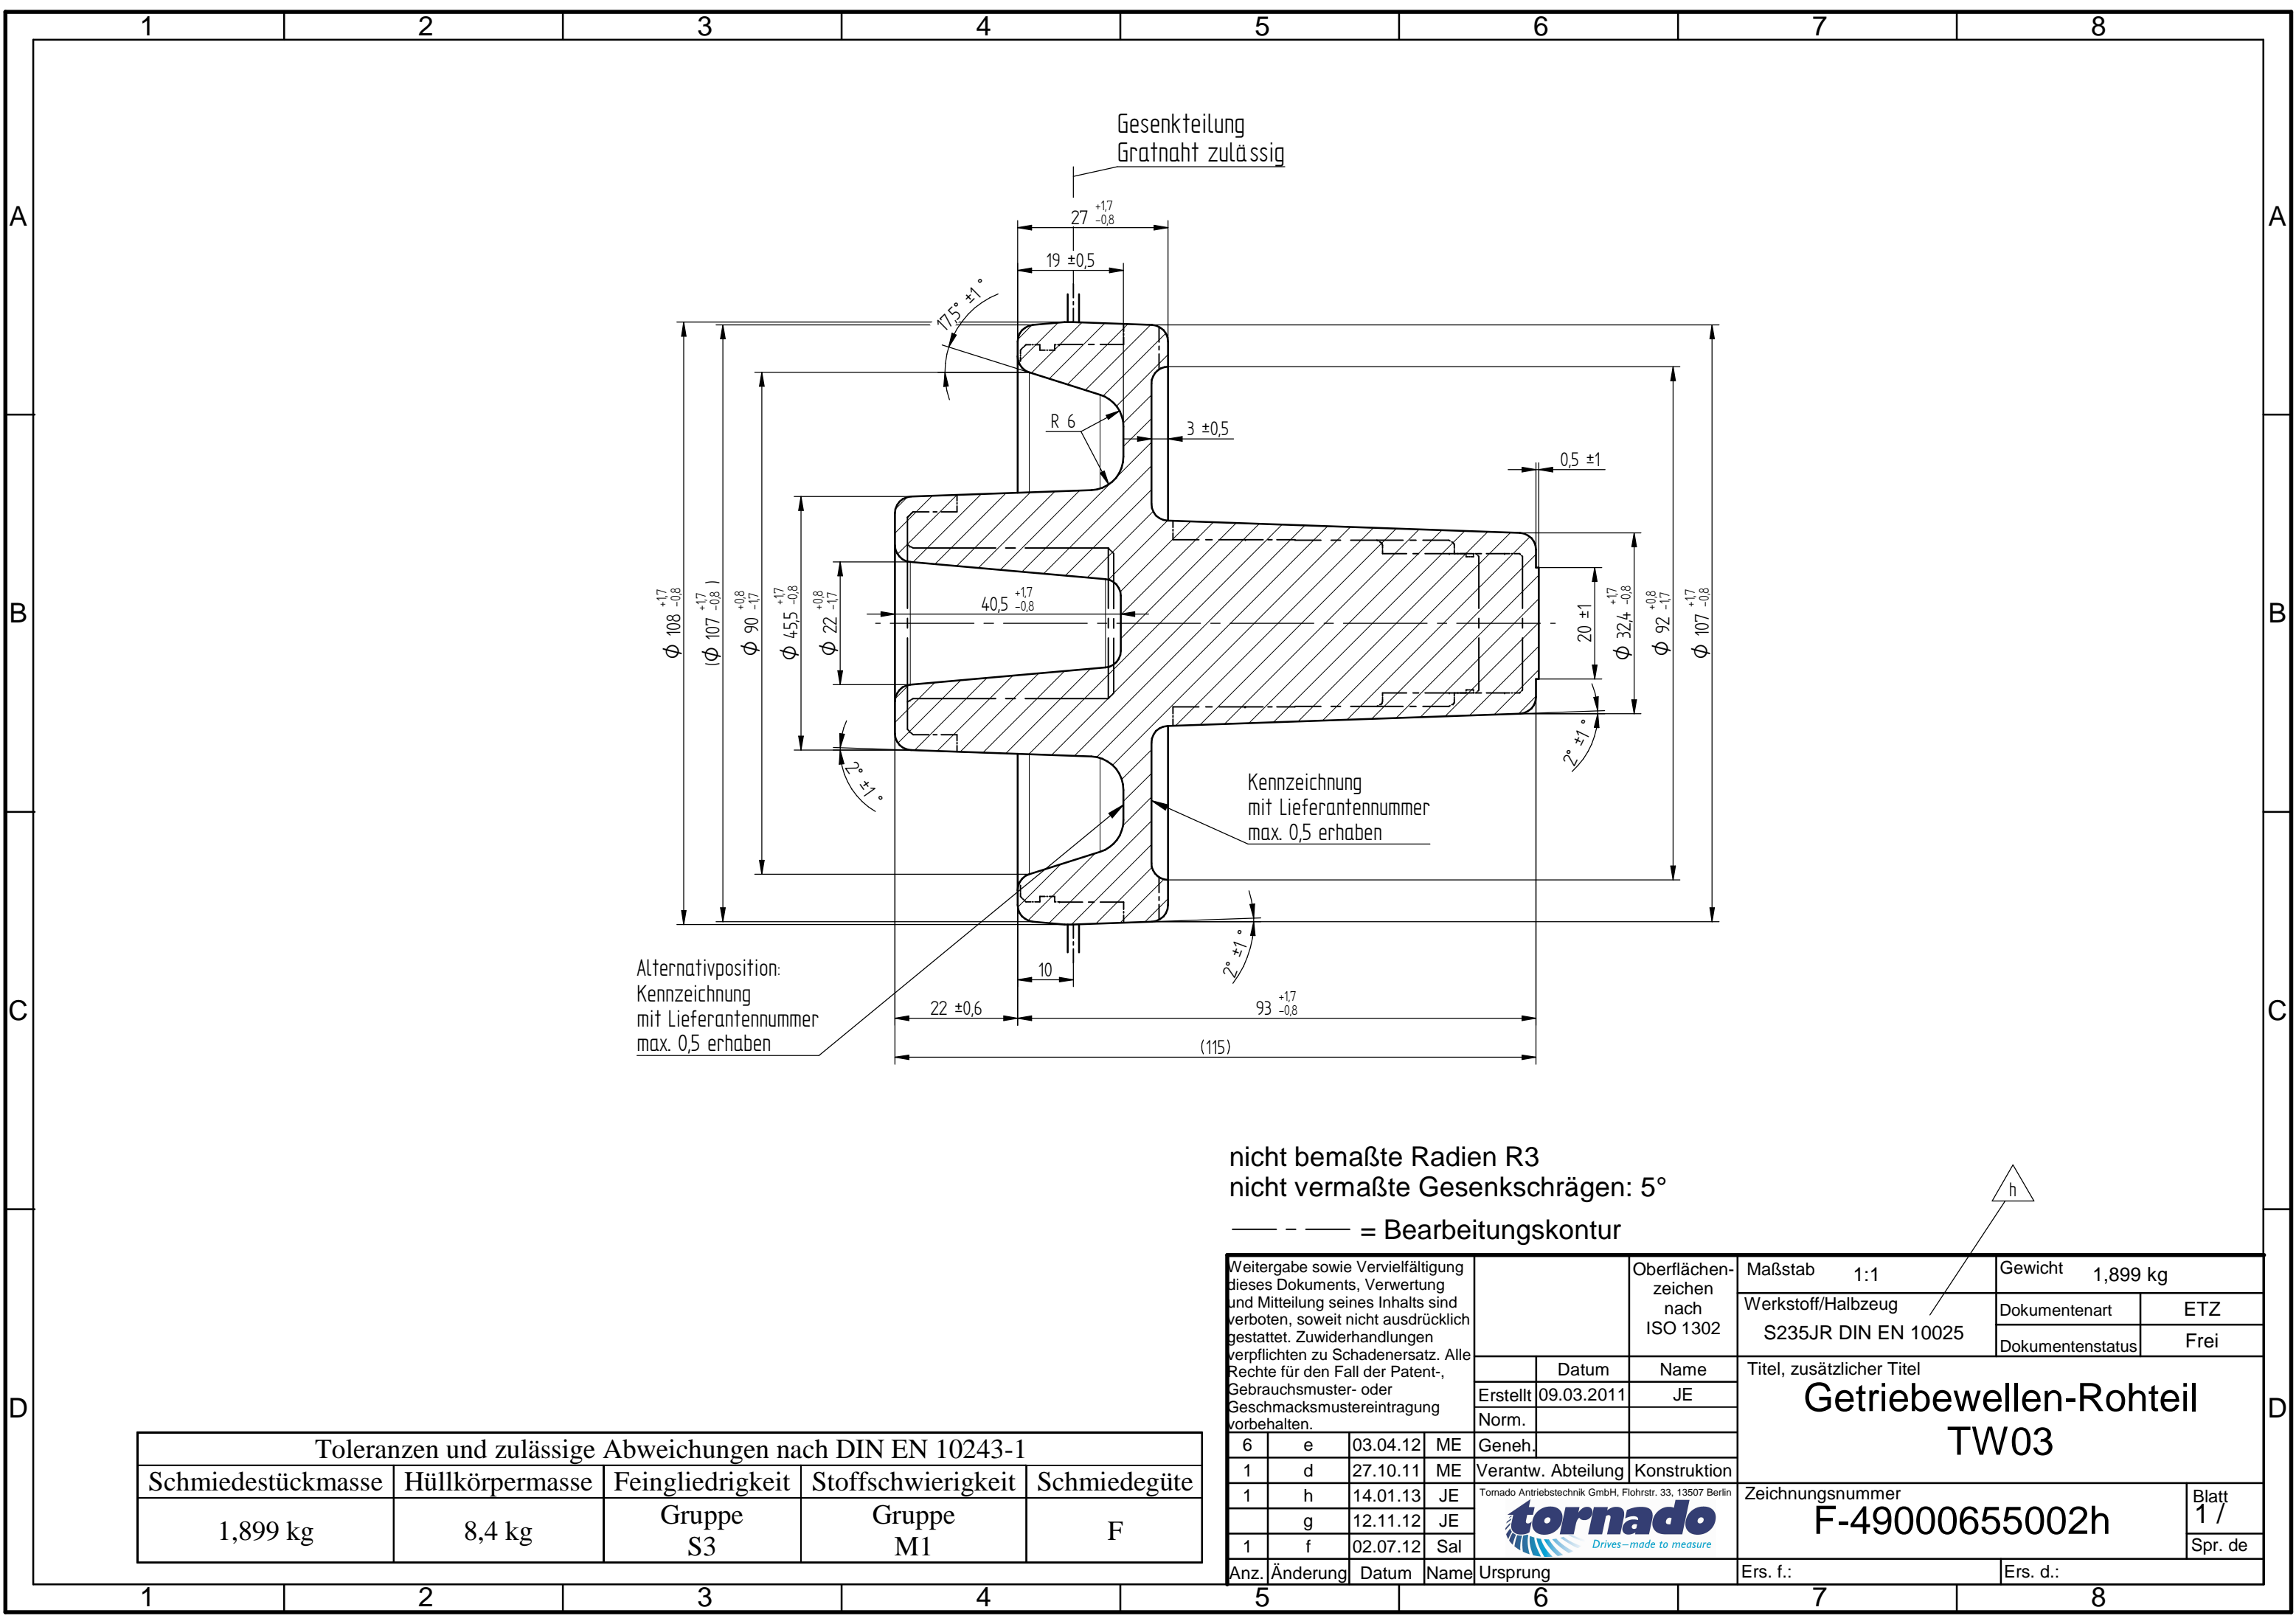 1 2 3 4 5 6 7 8
A A
B B
C C
D D
Gesenkteilung
Gratnaht zulässig
27 +1,7 -0,8
19 ±0,5
17,5° ±1 °
R 6
3 ±0,5
0,5 ±1
40,5 +1,7 -0,8
ϕ 108 +1,7 -0,8
(ϕ 107 +1,7 -0,8 )
ϕ 90 +0,8 -1,7
ϕ 45,5 +1,7 -0,8
ϕ 22 +0,8 -1,7
20 ±1
ϕ 32,4 +1,7 -0,8
ϕ 92 +0,8 -1,7
ϕ 107 +1,7 -0,8
2° ±1 °
2° ±1 °
2° ±1 °
Kennzeichnung
mit Lieferantennummer
max. 0,5 erhaben
Alternativposition:
Kennzeichnung
mit Lieferantennummer
max. 0,5 erhaben
10
22 ±0,6
93 +1,7 -0,8
(115)
nicht bemaßte Radien R3
nicht vermaßte Gesenkschrägen: 5°
= Bearbeitungskontur
h
Toleranzen und zulässige Abweichungen nach DIN EN 10243-1
Schmiedestückmasse Hüllkörpermasse Feingliedrigkeit Stoffschwierigkeit Schmiedegüte
1,899 kg 8,4 kg Gruppe S3 Gruppe M1 F
Weitergabe sowie Vervielfältigung
dieses Dokuments, Verwertung
und Mitteilung seines Inhalts sind
verboten, soweit nicht ausdrücklich
gestattet. Zuwiderhandlungen
verpflichten zu Schadenersatz. Alle
Rechte für den Fall der Patent-,
Gebrauchsmuster- oder
Geschmacksmustereintragung
vorbehalten.
Oberflächen-
zeichen
nach
ISO 1302
Maßstab 1:1
Gewicht 1,899 kg
Werkstoff/Halbzeug
S235JR DIN EN 10025
Dokumentenart ETZ
Dokumentenstatus Frei
Datum Name
Erstellt 09.03.2011 JE
Norm.
Geneh.
Verantw. Abteilung Konstruktion
Titel, zusätzlicher Titel
Getriebewellen-Rohteil
TW03
6 e 03.04.12 ME
1 d 27.10.11 ME
1 h 14.01.13 JE
g 12.11.12 JE
1 f 02.07.12 Sal
Anz. Änderung Datum Name
Tornado Antriebstechnik GmbH, Flohrstr. 33, 13507 Berlin
tornado
Drives–made to measure
Ursprung
Zeichnungsnummer
F-49000655002h
Blatt
1 /
Spr. de
Ers. f.:
Ers. d.:
1 2 3 4 5 6 7 8